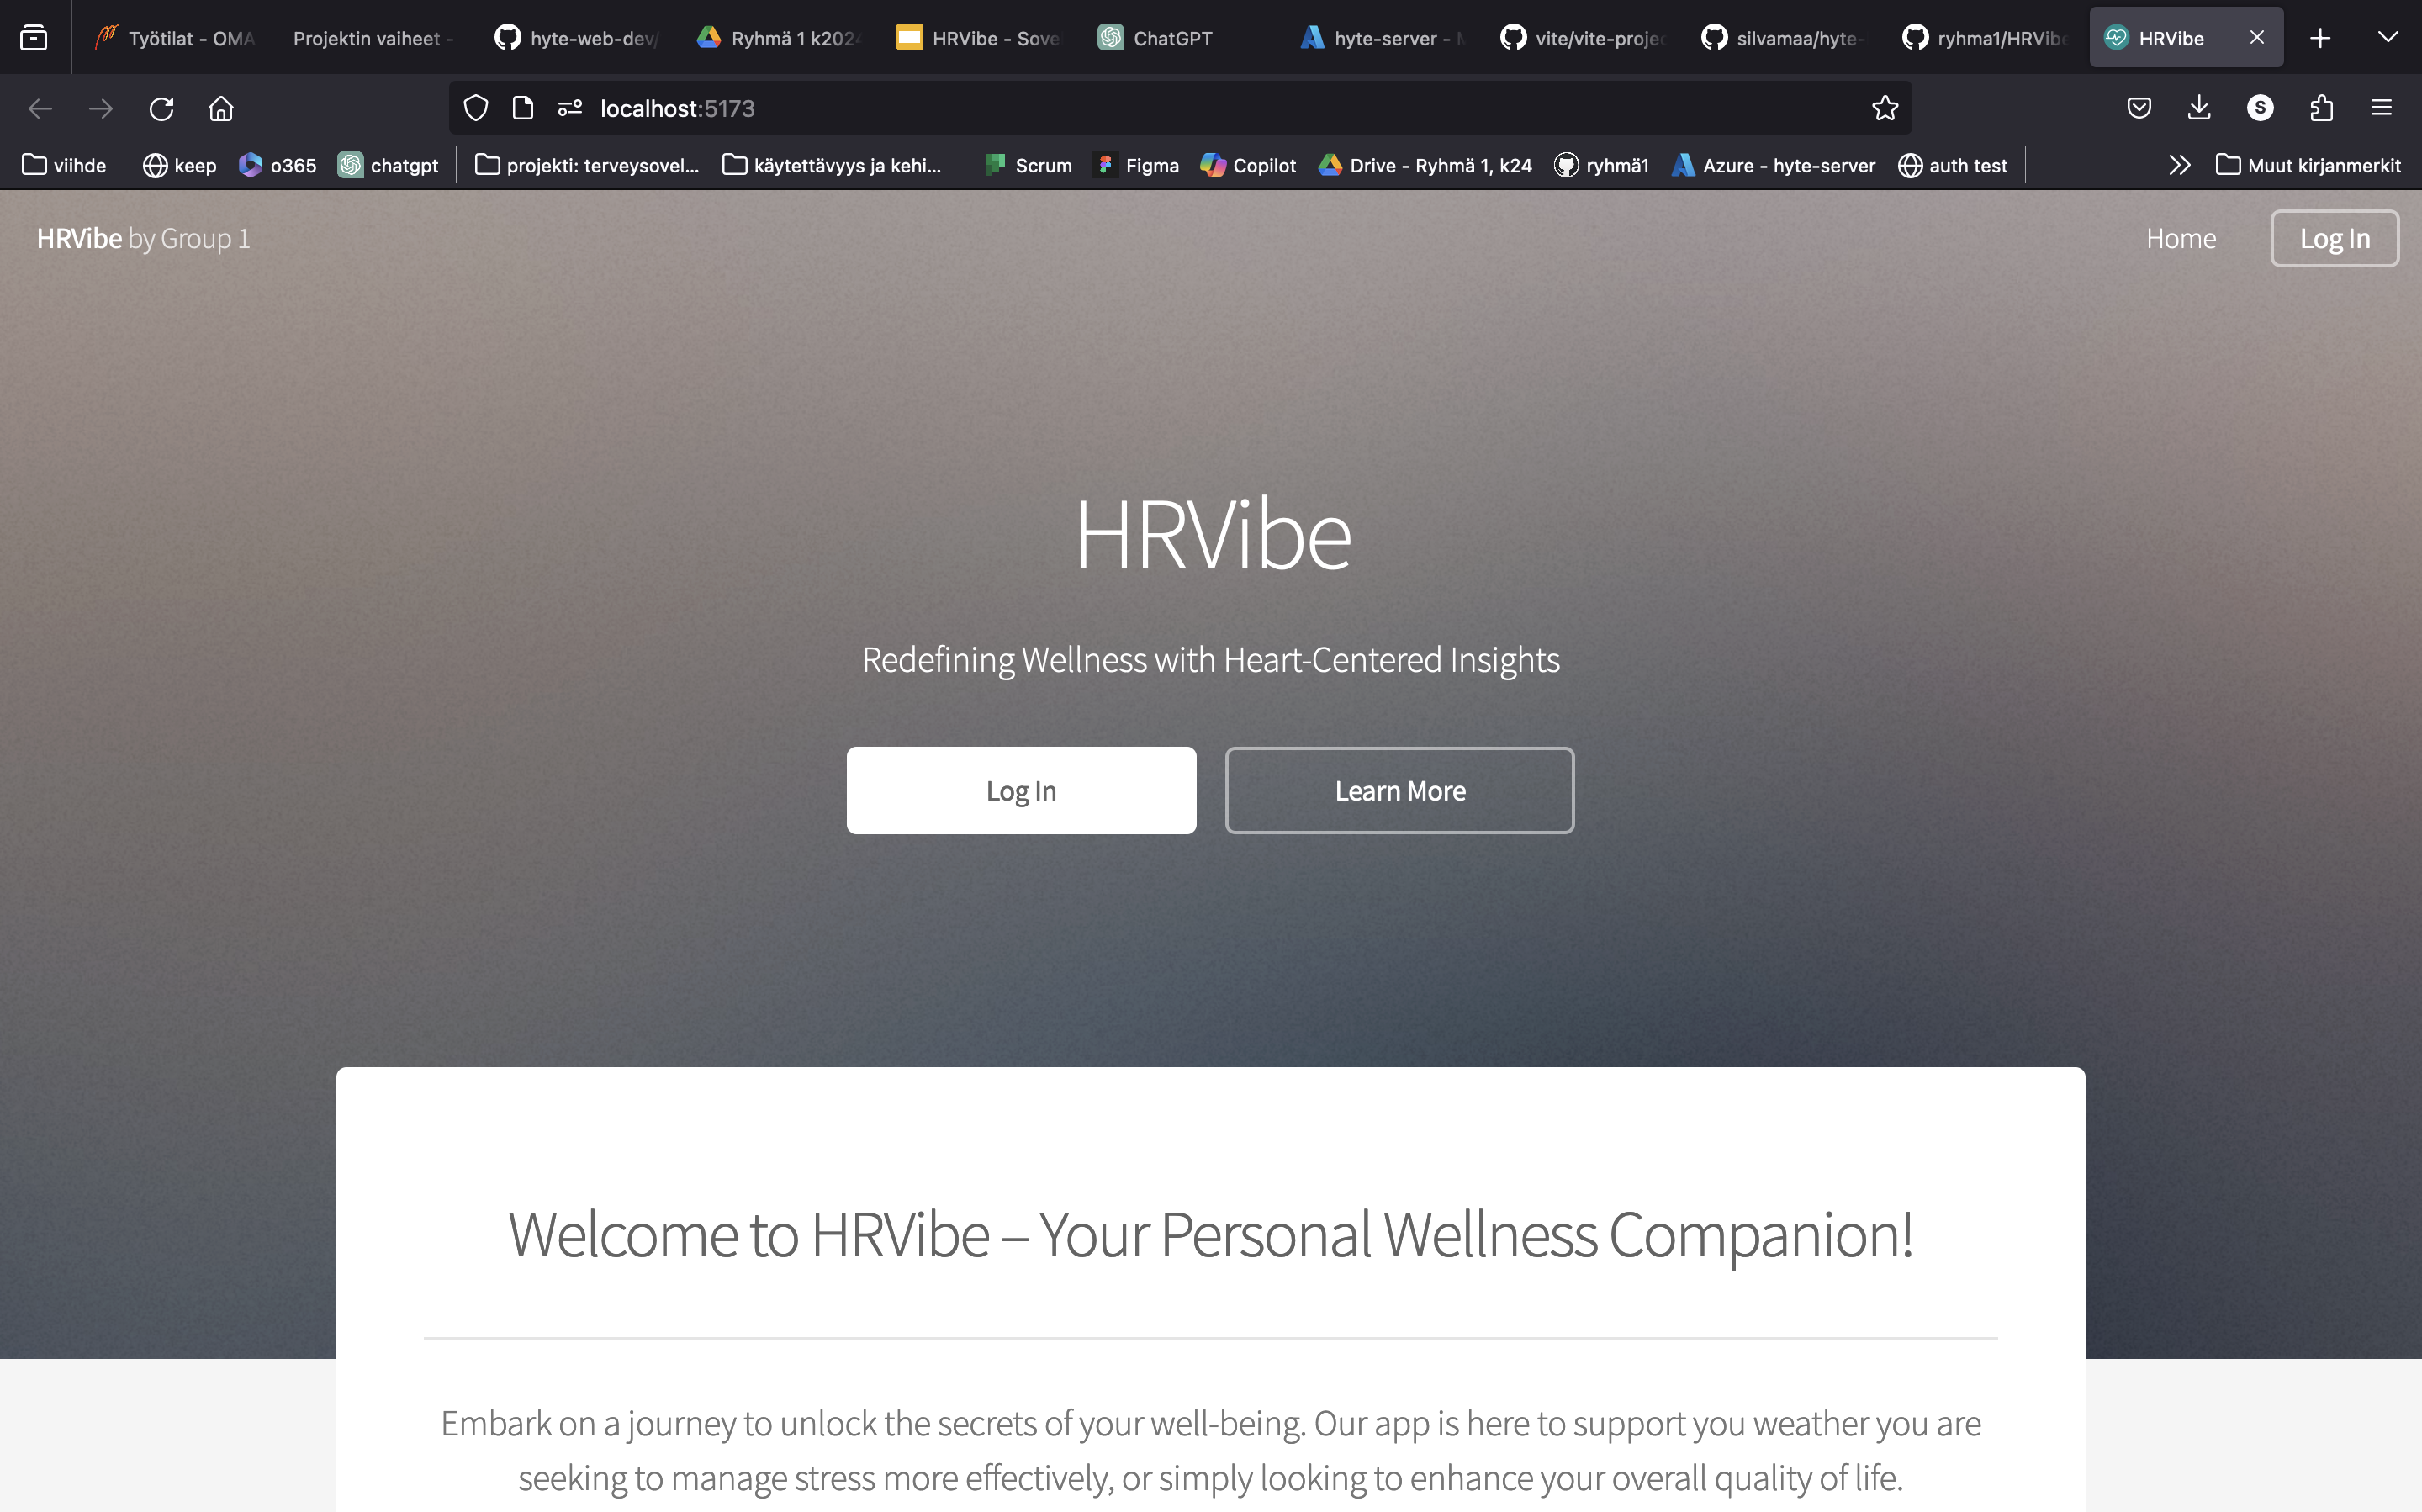 Työtilat - OMA
Projektin vaiheet -
hyte-web-dev/
Ryhmä 1 k2024
HRVibe - Sove
ChatGPT
hyte-server - M
vite/vite-projec
silvamaa/hyte-
ryhma1/HRVibe
HRVibe
localhost:5173
S
viihde
keep
o365
chatgpt
projekti: terveysovel...
käytettävyys ja kehi...
Scrum
Figma
Copilot
Drive - Ryhmä 1, k24
ryhmä1
Azure - hyte-server
auth test
Muut kirjanmerkit
HRVibe by Group 1
Home
Log In
HRVibe
Redefining Wellness with Heart-Centered Insights
Log In
Learn More
Welcome to HRVibe – Your Personal Wellness Companion!
Embark on a journey to unlock the secrets of your well-being. Our app is here to support you weather you are
seeking to manage stress more effectively, or simply looking to enhance your overall quality of life.